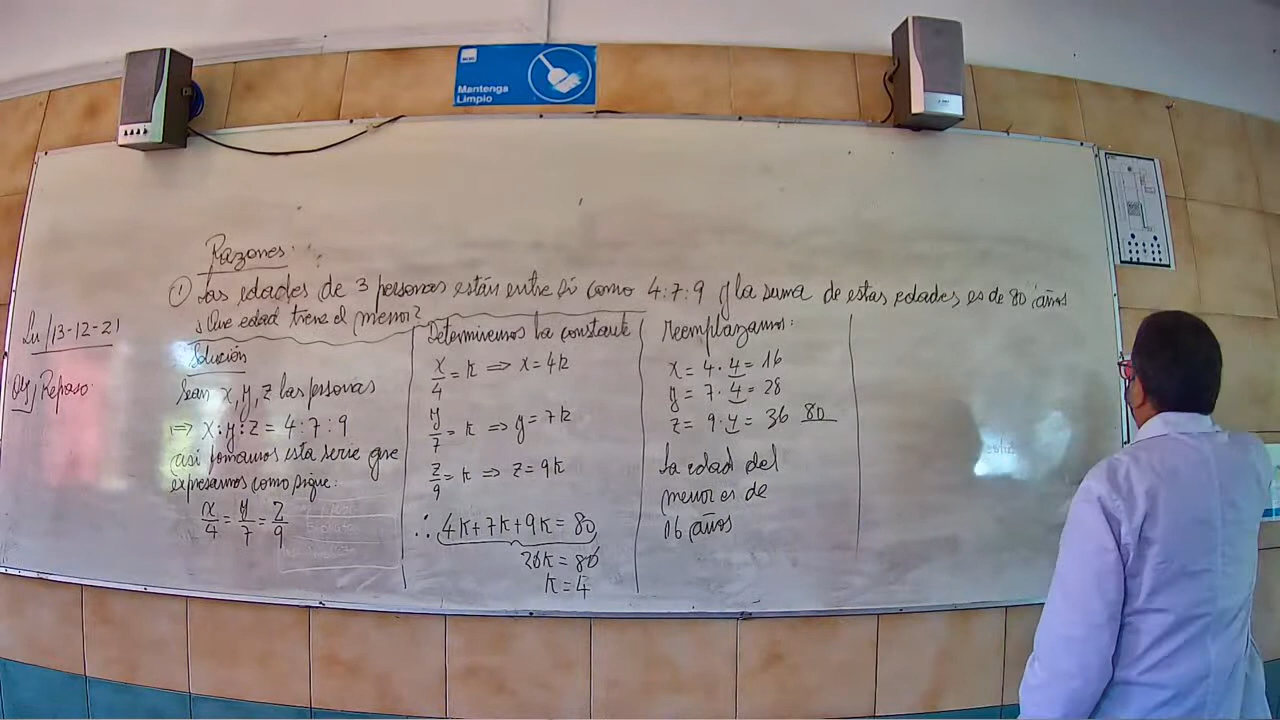 Mantenga
Limpio
Razones:
① Las edades de 3 personas están entre si como 4:7:9 y la suma de estas edades, es de 80 años
¿Que edad tiene el menor?
Lu/13-12-21
Obj Repaso
Solución
Sean x, y, z las personas
⇒ x:y:z = 4:7:9
así formamos esta serie que
expresamos como sigue:
x/4 = y/7 = z/9
Determinemos la constante
x/4 = k ⇒ x = 4k
y/7 = k ⇒ y = 7k
z/9 = k ⇒ z = 9k
∴ 4k+7k+9k = 80
20k = 80
k = 4
Reemplazamos:
x = 4·4 = 16
y = 7·4 = 28
z = 9·4 = 36 80
La edad del
menor es de
16 años